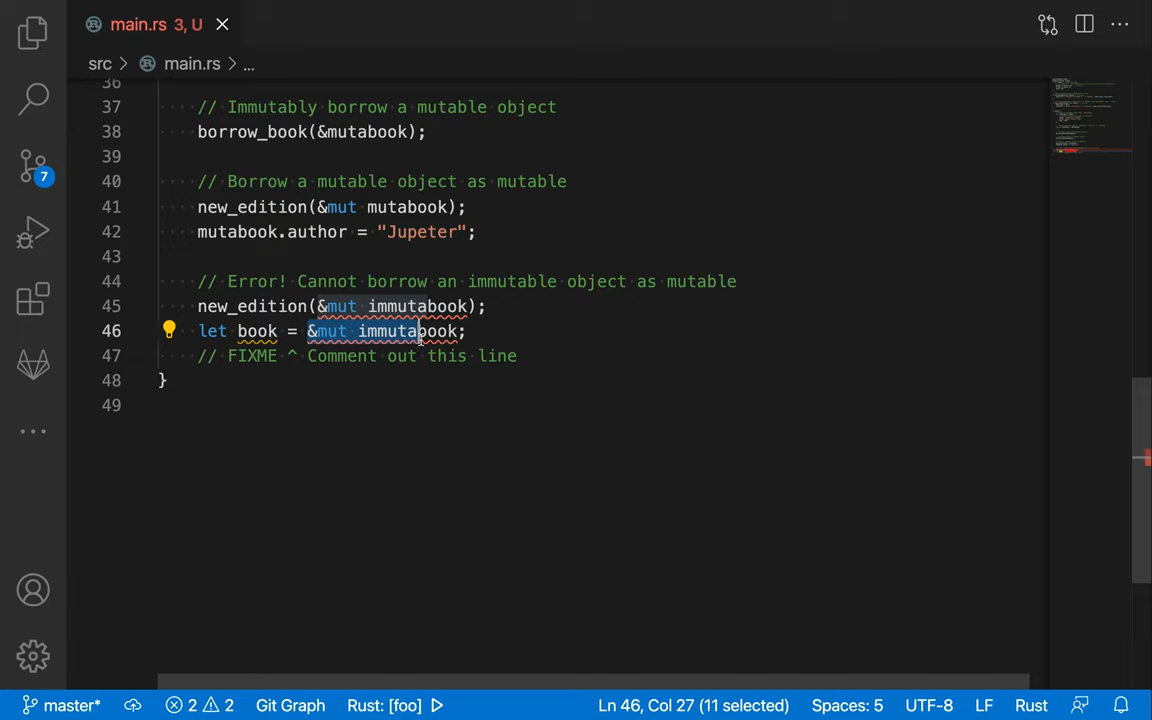 main.rs 3, U
src > main.rs > ...
36
37 // Immutably borrow a mutable object
38 borrow_book(&mutabook);
39
40 // Borrow a mutable object as mutable
41 new_edition(&mut mutabook);
42 mutabook.author = "Jupeter";
43
44 // Error! Cannot borrow an immutable object as mutable
45 new_edition(&mut immutabook);
46 let book = &mut immutabook;
47 // FIXME ^ Comment out this line
48 }
49
7
master* 2 2 Git Graph Rust: [foo] Ln 46, Col 27 (11 selected) Spaces: 5 UTF-8 LF Rust